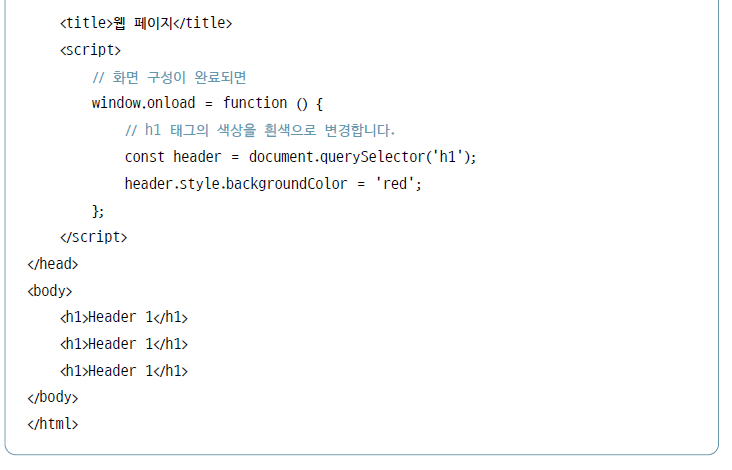 <title>웹 페이지</title>
<script>
// 화면 구성이 완료되면
window.onload = function () {
// h1 태그의 색상을 흰색으로 변경합니다.
const header = document.querySelector('h1');
header.style.backgroundColor = 'red';
};
</script>
</head>
<body>
<h1>Header 1</h1>
<h1>Header 1</h1>
<h1>Header 1</h1>
</body>
</html>